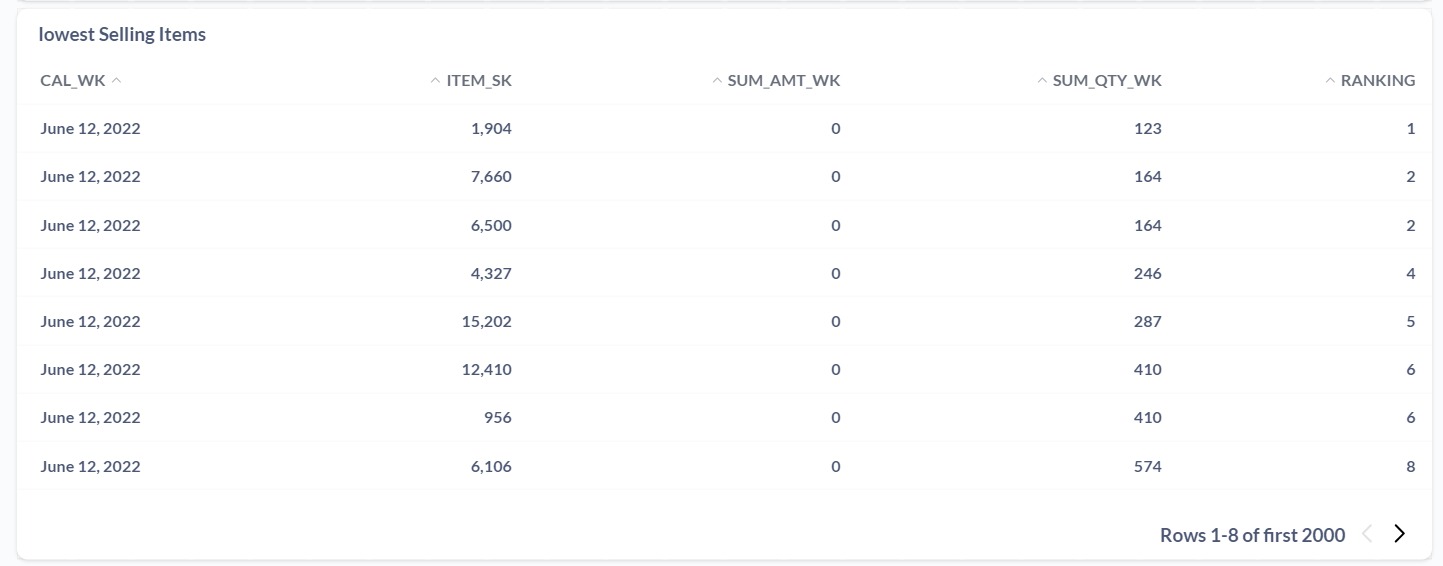 lowest Selling Items
CAL_WK ITEM_SK SUM_AMT_WK SUM_QTY_WK RANKING
June 12, 2022 1,904 0 123 1
June 12, 2022 7,660 0 164 2
June 12, 2022 6,500 0 164 2
June 12, 2022 4,327 0 246 4
June 12, 2022 15,202 0 287 5
June 12, 2022 12,410 0 410 6
June 12, 2022 956 0 410 6
June 12, 2022 6,106 0 574 8
Rows 1-8 of first 2000